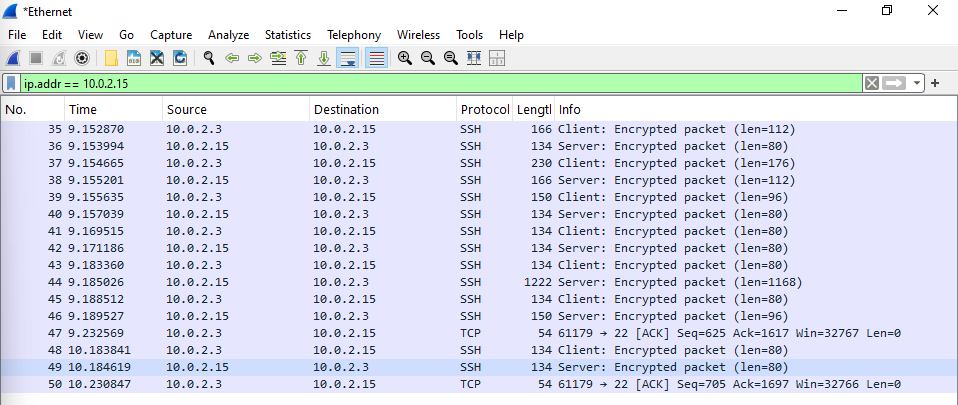 *Ethernet
File Edit View Go Capture Analyze Statistics Telephony Wireless Tools Help
ip.addr == 10.0.2.15
No. Time Source Destination Protocol Lengtl Info
35 9.152870 10.0.2.3 10.0.2.15 SSH 166 Client: Encrypted packet (len=112)
36 9.153994 10.0.2.15 10.0.2.3 SSH 134 Server: Encrypted packet (len=80)
37 9.154665 10.0.2.3 10.0.2.15 SSH 230 Client: Encrypted packet (len=176)
38 9.155201 10.0.2.15 10.0.2.3 SSH 166 Server: Encrypted packet (len=112)
39 9.155635 10.0.2.3 10.0.2.15 SSH 150 Client: Encrypted packet (len=96)
40 9.157039 10.0.2.15 10.0.2.3 SSH 134 Server: Encrypted packet (len=80)
41 9.169515 10.0.2.3 10.0.2.15 SSH 134 Client: Encrypted packet (len=80)
42 9.171186 10.0.2.15 10.0.2.3 SSH 134 Server: Encrypted packet (len=80)
43 9.183360 10.0.2.3 10.0.2.15 SSH 134 Client: Encrypted packet (len=80)
44 9.185026 10.0.2.15 10.0.2.3 SSH 1222 Server: Encrypted packet (len=1168)
45 9.188512 10.0.2.3 10.0.2.15 SSH 134 Client: Encrypted packet (len=80)
46 9.189527 10.0.2.15 10.0.2.3 SSH 150 Server: Encrypted packet (len=96)
47 9.232569 10.0.2.3 10.0.2.15 TCP 54 61179 → 22 [ACK] Seq=625 Ack=1617 Win=32767 Len=0
48 10.183841 10.0.2.3 10.0.2.15 SSH 134 Client: Encrypted packet (len=80)
49 10.184619 10.0.2.15 10.0.2.3 SSH 134 Server: Encrypted packet (len=80)
50 10.230847 10.0.2.3 10.0.2.15 TCP 54 61179 → 22 [ACK] Seq=705 Ack=1697 Win=32766 Len=0